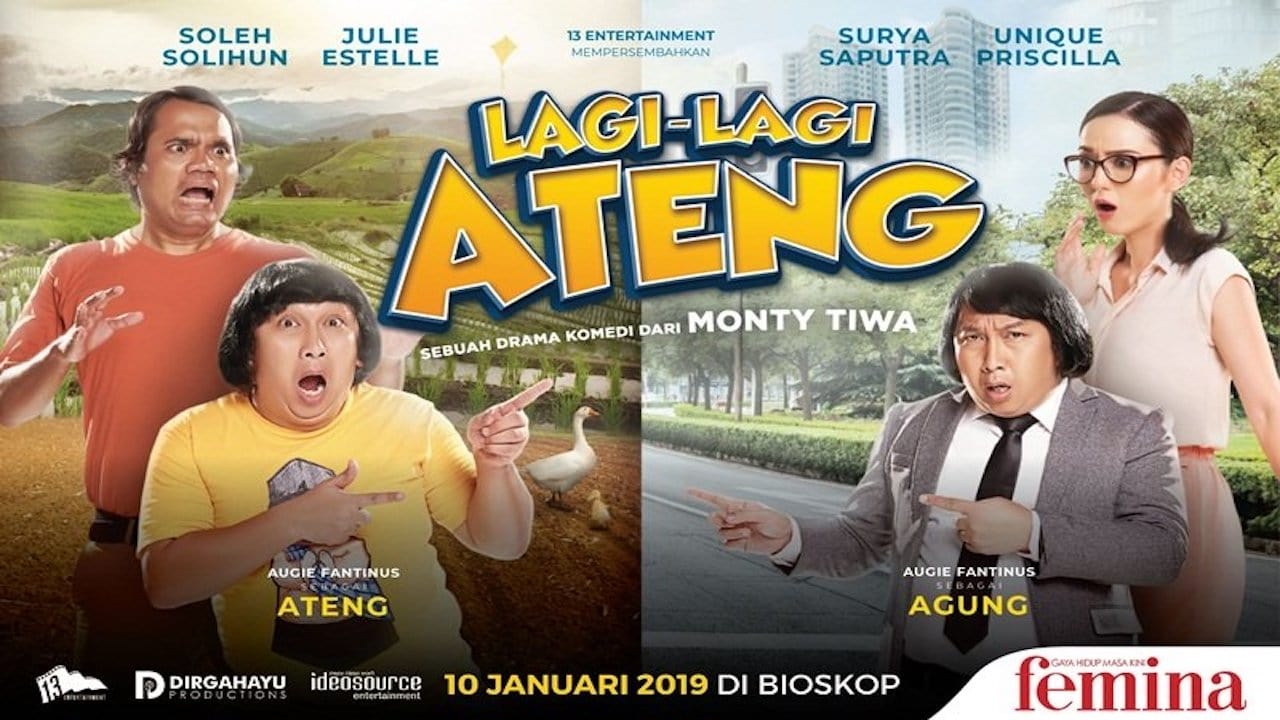 SOLEH
SOLIHUN
JULIE
ESTELLE
13 ENTERTAINMENT
MEMPERSEMBAHKAN
SURYA
SAPUTRA
UNIQUE
PRISCILLA
LAGI-LAGI
ATENG
SEBUAH DRAMA KOMEDI DARI MONTY TIWA
AUGIE FANTINUS
SEBAGAI
ATENG
AUGIE FANTINUS
SEBAGAI
AGUNG
13
ENTERTAINMENT
DIRGAHAYU
PRODUCTIONS
ideosource
entertainment
10 JANUARI 2019 DI BIOSKOP
GAYA HIDUP MASA KINI
femina